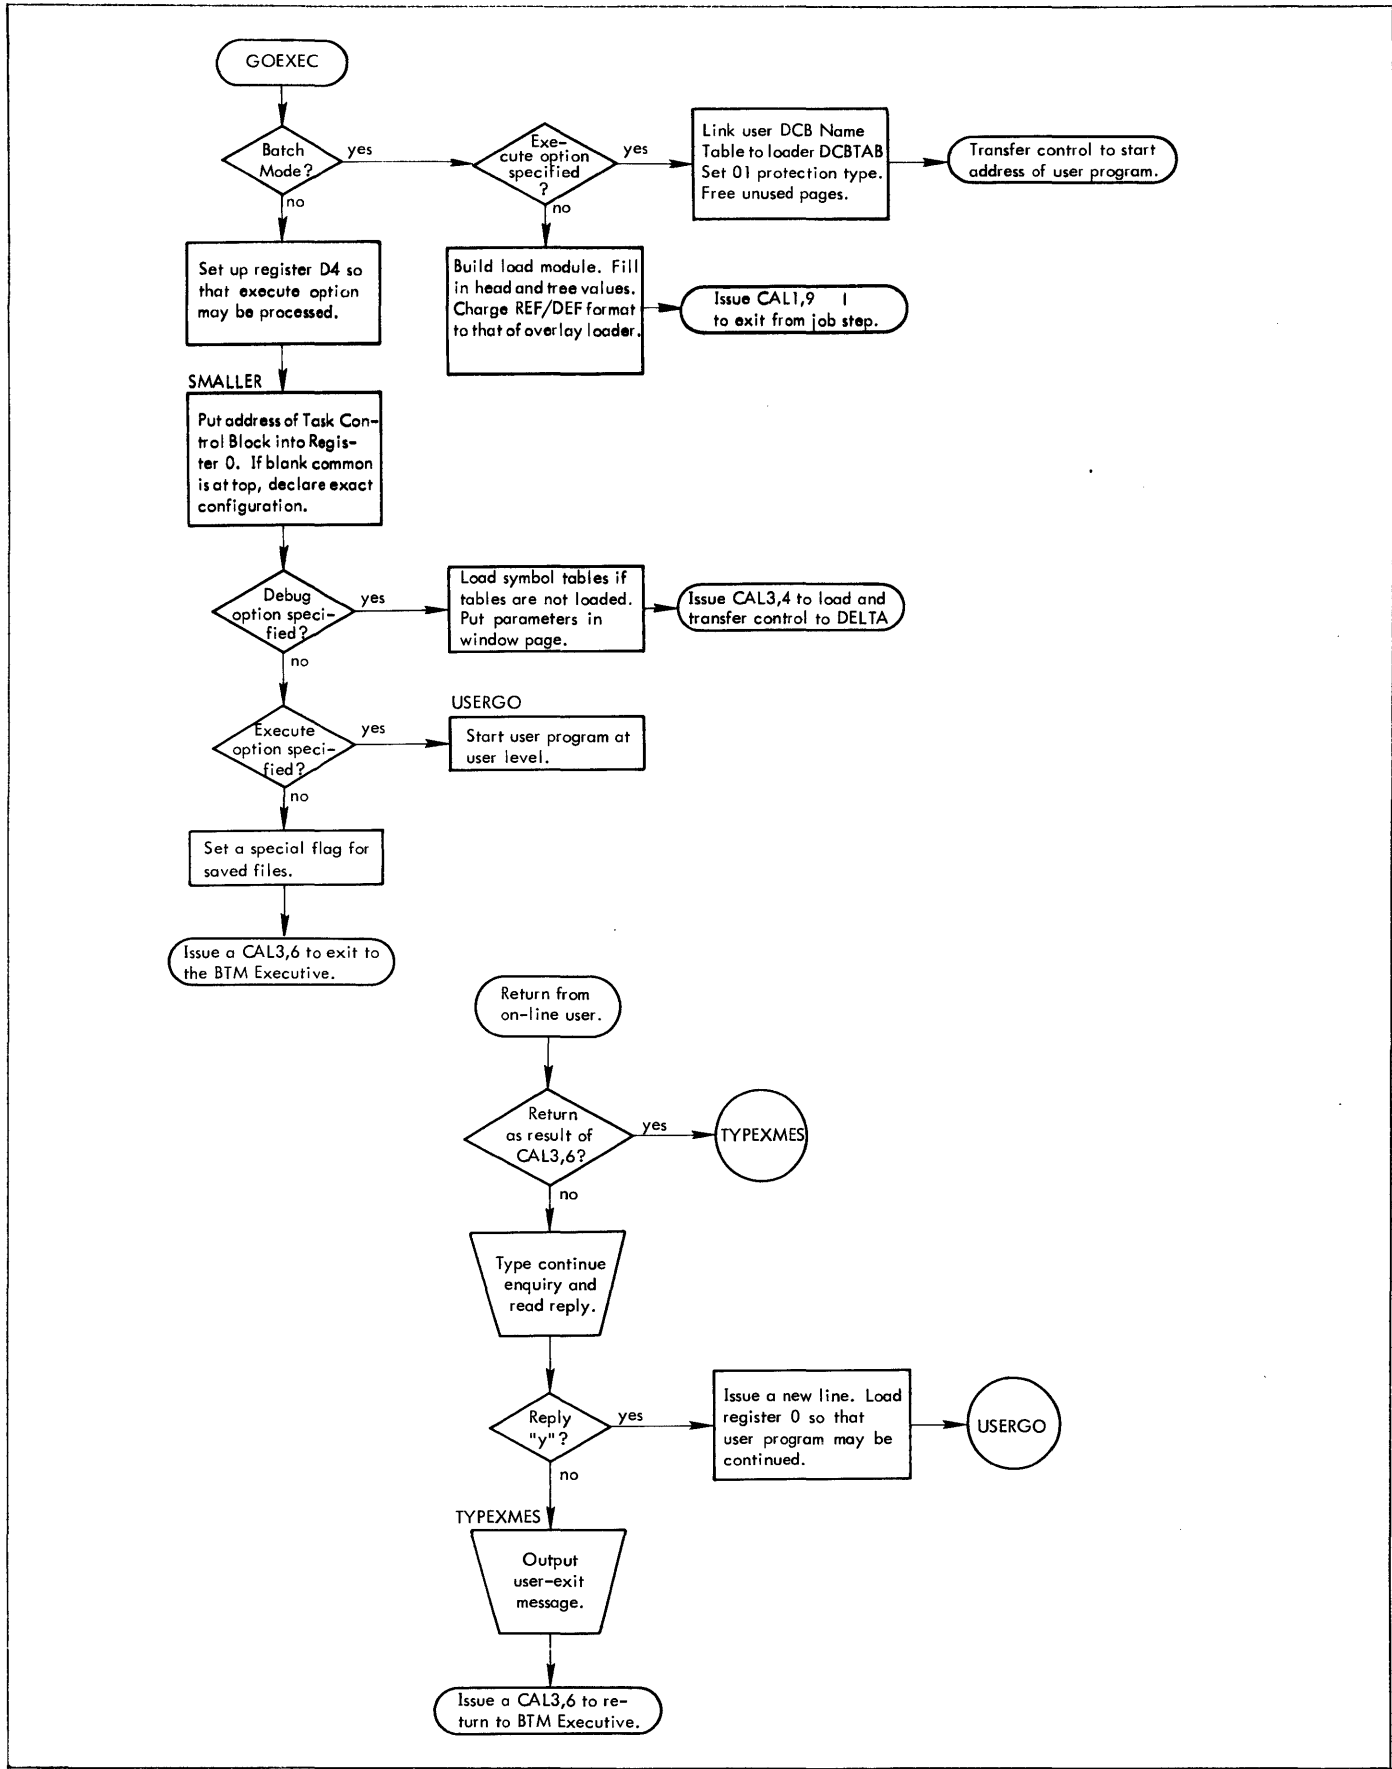 GOEXEC
Batch
Mode?
yes
no
Exe-
cute option
specified
?
yes
no
Link user DCB Name
Table to loader DCBTAB
Set 01 protection type.
Free unused pages.
Transfer control to start
address of user program.
Set up register D4 so
that execute option
may be processed.
Build load module. Fill
in head and tree values.
Charge REF/DEF format
to that of overlay loader.
Issue CAL1,9 1
to exit from job step.
SMALLER
Put address of Task Con-
trol Block into Regis-
ter 0. If blank common
is at top, declare exact
configuration.
Debug
option speci-
fied?
yes
no
Load symbol tables if
tables are not loaded.
Put parameters in
window page.
Issue CAL3,4 to load and
transfer control to DELTA
Execute
option speci-
fied?
yes
no
USERGO
Start user program at
user level.
Set a special flag for
saved files.
Issue a CAL3,6 to exit to
the BTM Executive.
Return from
on-line user.
Return
as result of
CAL3,6?
yes
no
TYPEXMES
Type continue
enquiry and
read reply.
Reply
"y"?
yes
no
Issue a new line. Load
register 0 so that
user program may be
continued.
USERGO
TYPEXMES
Output
user-exit
message.
Issue a CAL3,6 to re-
turn to BTM Executive.